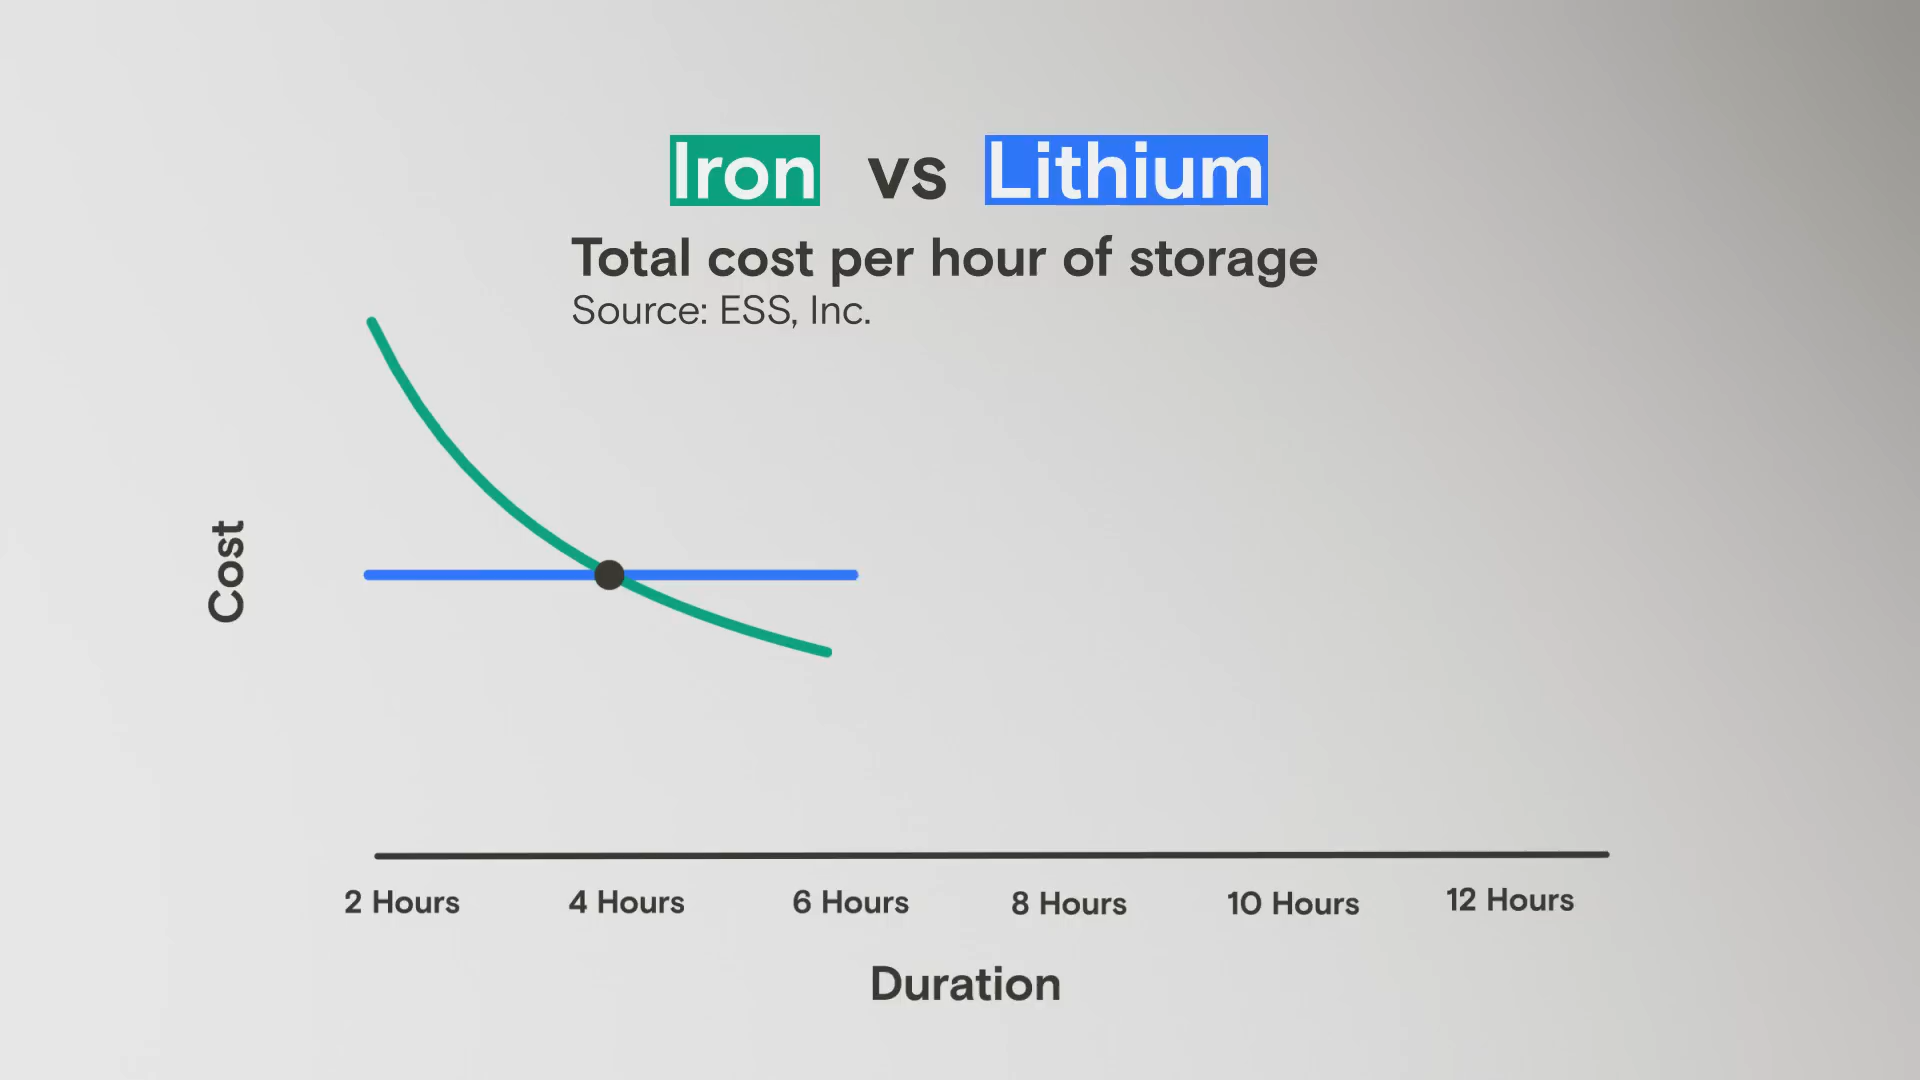 Iron vs Lithium
Total cost per hour of storage
Source: ESS, Inc.
Cost
2 Hours 4 Hours 6 Hours 8 Hours 10 Hours 12 Hours
Duration